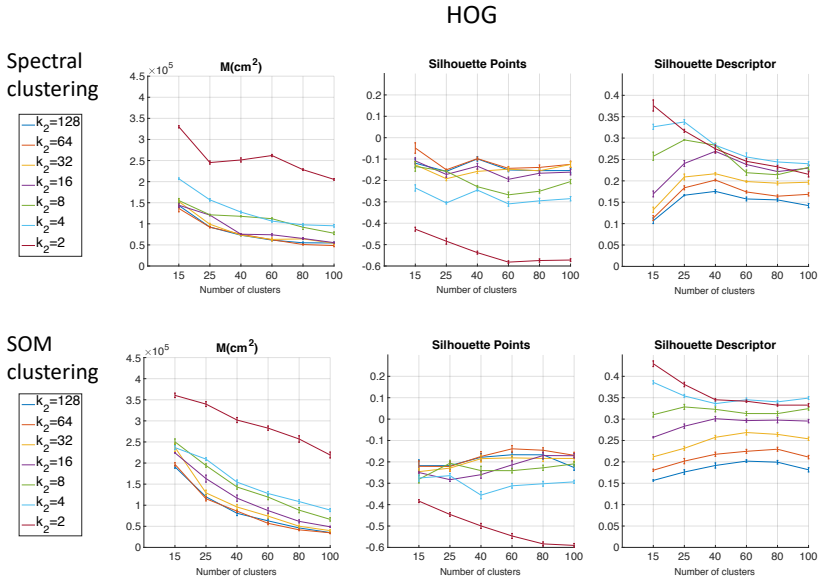 HOG
Spectral
clustering
k2=128
k2=64
k2=32
k2=16
k2=8
k2=4
k2=2
M(cm²)
×10⁵
4.5
4
3.5
3
2.5
2
1.5
1
0.5
0
15 25 40 60 80 100
Number of clusters
Silhouette Points
0.2
0.1
0
-0.1
-0.2
-0.3
-0.4
-0.5
-0.6
15 25 40 60 80 100
Number of clusters
Silhouette Descriptor
0.4
0.35
0.3
0.25
0.2
0.15
0.1
0.05
0
15 25 40 60 80 100
Number of clusters
SOM
clustering
k2=128
k2=64
k2=32
k2=16
k2=8
k2=4
k2=2
M(cm²)
×10⁵
4.5
4
3.5
3
2.5
2
1.5
1
0.5
0
15 25 40 60 80 100
Number of clusters
Silhouette Points
0.2
0.1
0
-0.1
-0.2
-0.3
-0.4
-0.5
-0.6
15 25 40 60 80 100
Number of clusters
Silhouette Descriptor
0.4
0.35
0.3
0.25
0.2
0.15
0.1
0.05
0
15 25 40 60 80 100
Number of clusters